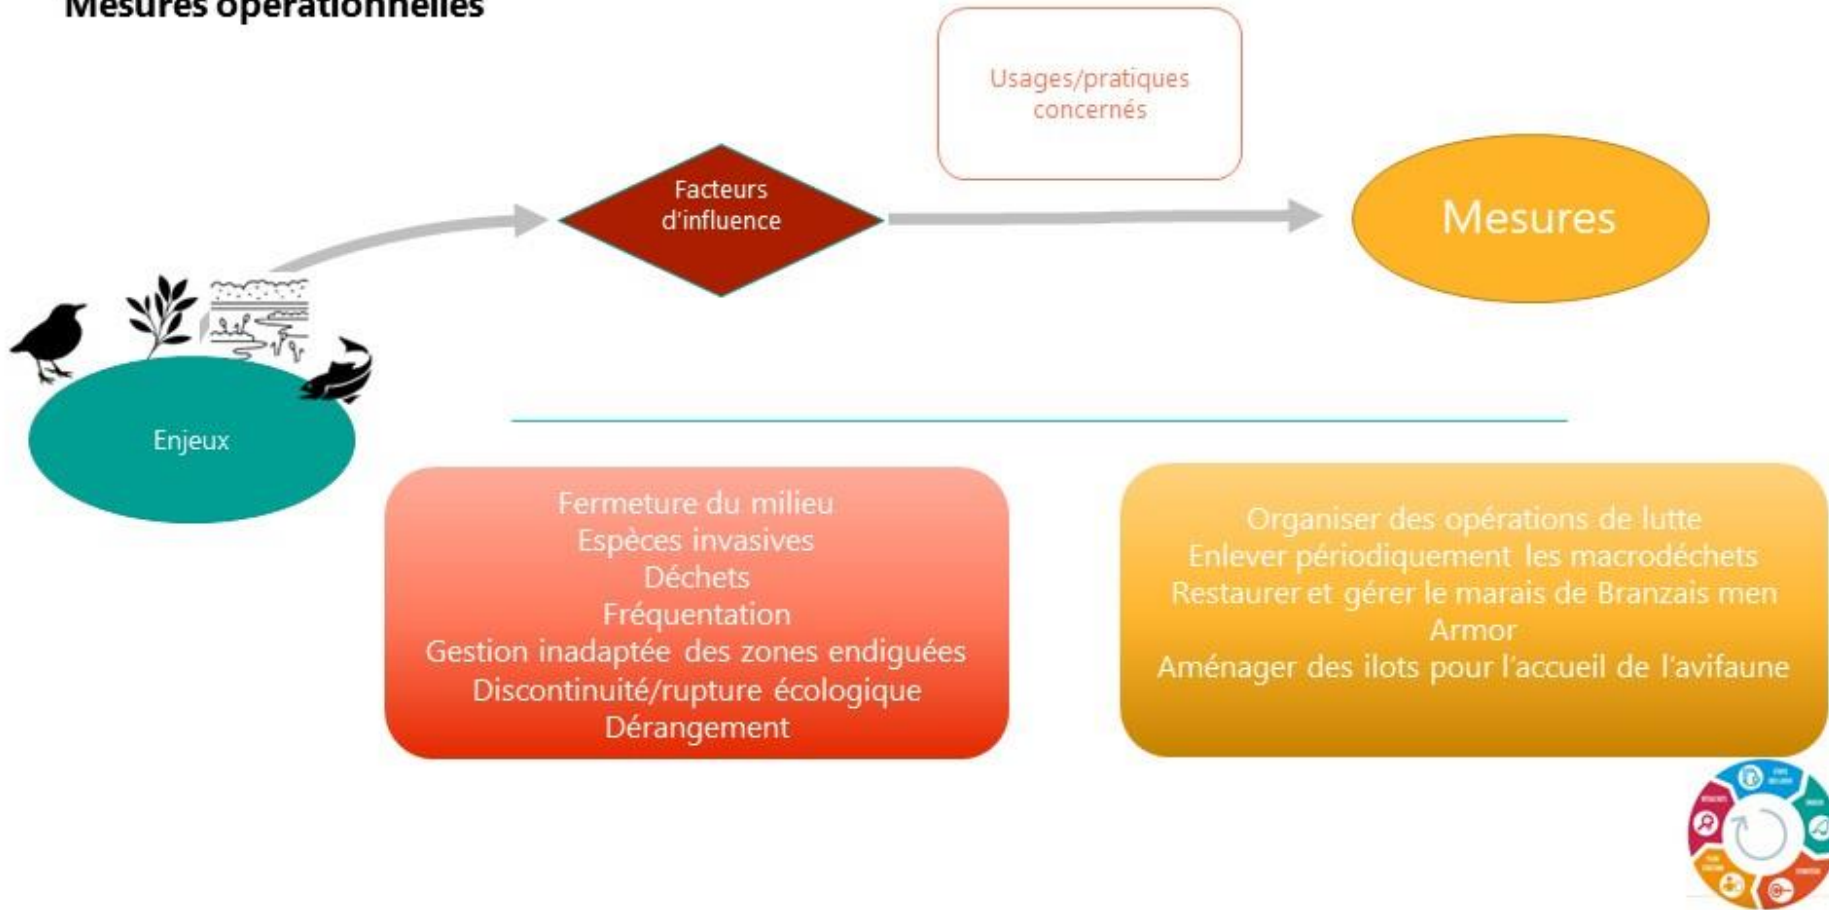 Mesures opérationnelles
Usages/pratiques
concernés
Facteurs
d'influence
Mesures
Enjeux
Fermeture du milieu
Espèces invasives
Déchets
Fréquentation
Gestion inadaptée des zones endiguées
Discontinuité/rupture écologique
Dérangement
Organiser des opérations de lutte
Enlever périodiquement les macrodéchets
Restaurer et gérer le marais de Branzais men
Armor
Aménager des ilots pour l'accueil de l'avifaune